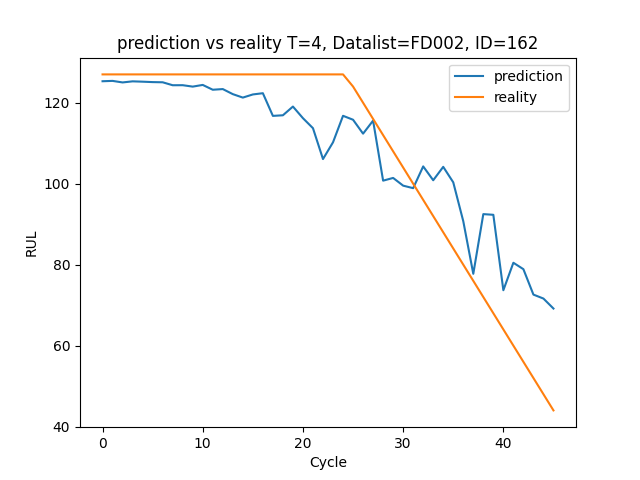 prediction vs reality T=4, Datalist=FD002, ID=162
prediction
reality
RUL
120
100
80
60
40
0
10
20
30
40
Cycle